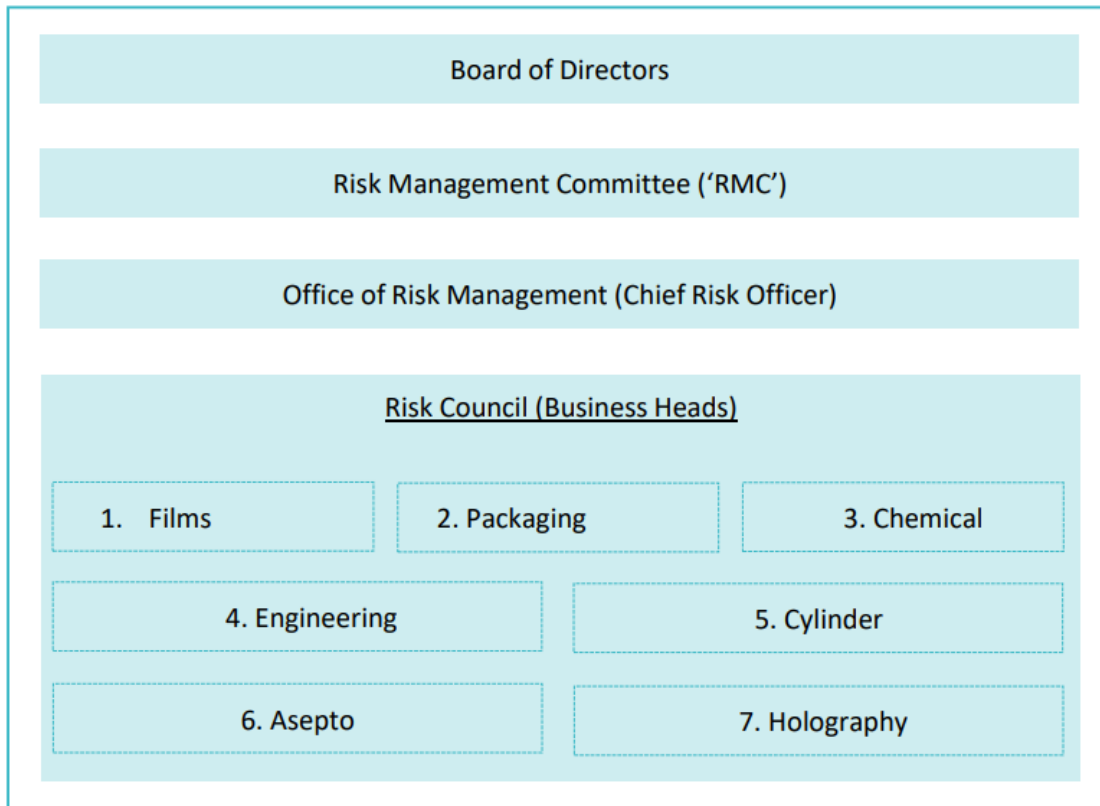 Board of Directors
Risk Management Committee (‘RMC’)
Office of Risk Management (Chief Risk Officer)
Risk Council (Business Heads)
1. Films
2. Packaging
3. Chemical
4. Engineering
5. Cylinder
6. Asepto
7. Holography